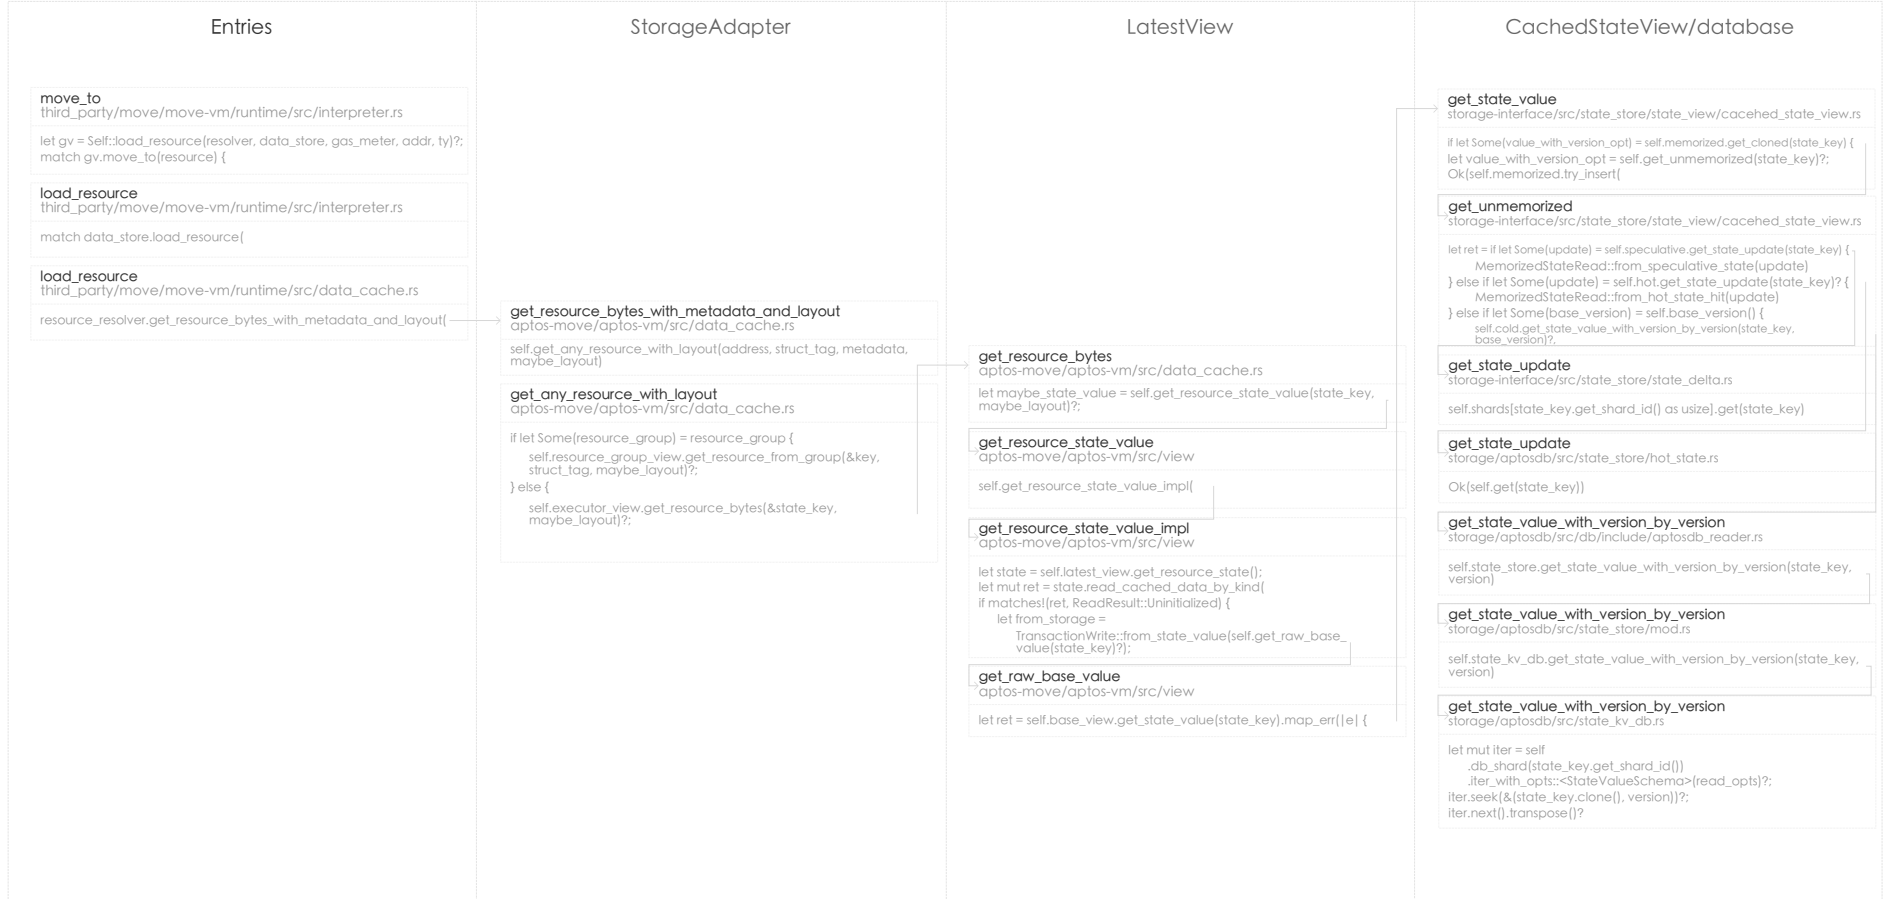 Entries
move_to
third_party/move/move-vm/runtime/src/interpreter.rs
let gv = Self::load_resource(resolver, data_store, gas_meter, addr, ty)?;
match gv.move_to(resource) {
load_resource
third_party/move/move-vm/runtime/src/interpreter.rs
match data_store.load_resource(
load_resource
third_party/move/move-vm/runtime/src/data_cache.rs
resource_resolver.get_resource_bytes_with_metadata_and_layout(
StorageAdapter
get_resource_bytes_with_metadata_and_layout
aptos-move/aptos-vm/src/data_cache.rs
self.get_any_resource_with_layout(address, struct_tag, metadata,
maybe_layout)
get_any_resource_with_layout
aptos-move/aptos-vm/src/data_cache.rs
if let Some(resource_group) = resource_group {
self.resource_group_view.get_resource_from_group(&key,
struct_tag, maybe_layout)?;
} else {
self.executor_view.get_resource_bytes(&state_key,
maybe_layout)?;
LatestView
get_resource_bytes
aptos-move/aptos-vm/src/data_cache.rs
let maybe_state_value = self.get_resource_state_value(state_key,
maybe_layout)?;
get_resource_state_value
aptos-move/aptos-vm/src/view
self.get_resource_state_value_impl(
get_resource_state_value_impl
aptos-move/aptos-vm/src/view
let state = self.latest_view.get_resource_state();
let mut ret = state.read_cached_data_by_kind(
if matches!(ret, ReadResult::Uninitialized) {
let from_storage =
TransactionWrite::from_state_value(self.get_raw_base_
value(state_key)?);
get_raw_base_value
aptos-move/aptos-vm/src/view
let ret = self.base_view.get_state_value(state_key).map_err(|e| {
CachedStateView/database
get_state_value
storage-interface/src/state_store/state_view/cacehed_state_view.rs
if let Some(value_with_version_opt) = self.memorized.get_cloned(state_key) {
let value_with_version_opt = self.get_unmemorized(state_key)?;
Ok(self.memorized.try_insert(
get_unmemorized
storage-interface/src/state_store/state_view/cacehed_state_view.rs
let ret = if let Some(update) = self.speculative.get_state_update(state_key) {
MemorizedStateRead::from_speculative_state(update)
} else if let Some(update) = self.hot.get_state_update(state_key)? {
MemorizedStateRead::from_hot_state_hit(update)
} else if let Some(base_version) = self.base_version() {
self.cold.get_state_value_with_version_by_version(state_key,
base_version)?,
get_state_update
storage-interface/src/state_store/state_delta.rs
self.shards[state_key.get_shard_id() as usize].get(state_key)
get_state_update
storage/aptosdb/src/state_store/hot_state.rs
Ok(self.get(state_key))
get_state_value_with_version_by_version
storage/aptosdb/src/db/include/aptosdb_reader.rs
self.state_store.get_state_value_with_version_by_version(state_key,
version)
get_state_value_with_version_by_version
storage/aptosdb/src/state_store/mod.rs
self.state_kv_db.get_state_value_with_version_by_version(state_key,
version)
get_state_value_with_version_by_version
storage/aptosdb/src/state_kv_db.rs
let mut iter = self
.db_shard(state_key.get_shard_id())
.iter_with_opts::<StateValueSchema>(read_opts)?;
iter.seek(&(state_key.clone(), version))?;
iter.next().transpose()?